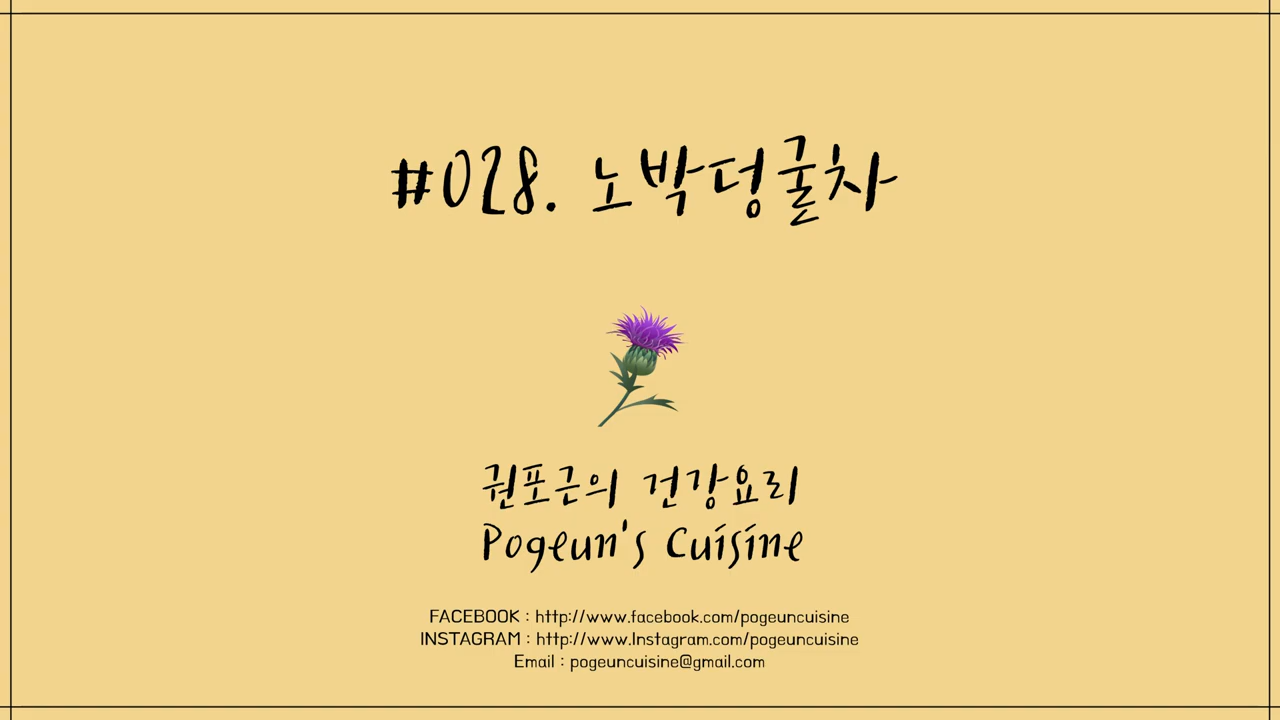 #028. 노박덩굴차
권포근의 건강요리
Pogeun's Cuisine
FACEBOOK : http://www.facebook.com/pogeuncuisine
INSTAGRAM : http://www.Instagram.com/pogeuncuisine
Email : pogeuncuisine@gmail.com